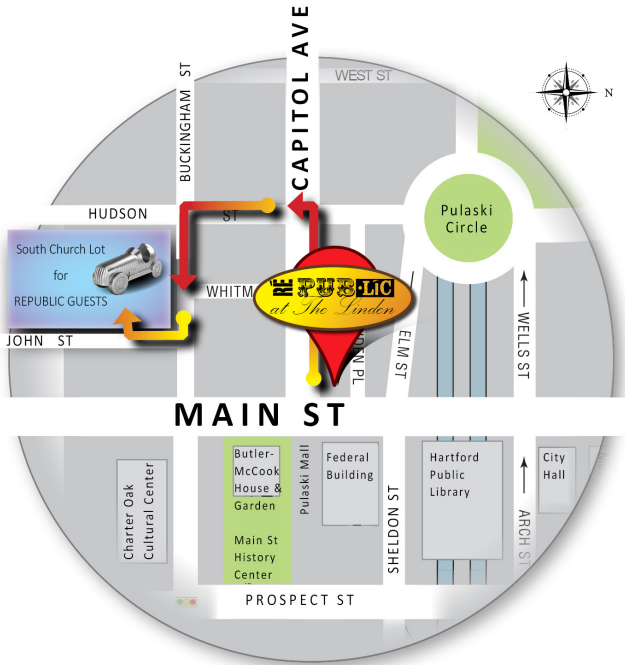 WEST ST
BUCKINGHAM ST
CAPITOL AVE
N
HUDSON ST
Pulaski
Circle
South Church Lot
for
REPUBLIC GUESTS
WHITM
RE PUB-LIC
at The Linden
JOHN ST
DEN PL
ELM ST
WELLS ST
MAIN ST
Charter Oak
Cultural Center
Butler-
McCook
House &
Garden
Main St
History
Center
Pulaski Mall
Federal
Building
SHELDON ST
Hartford
Public
Library
ARCH ST
City
Hall
PROSPECT ST